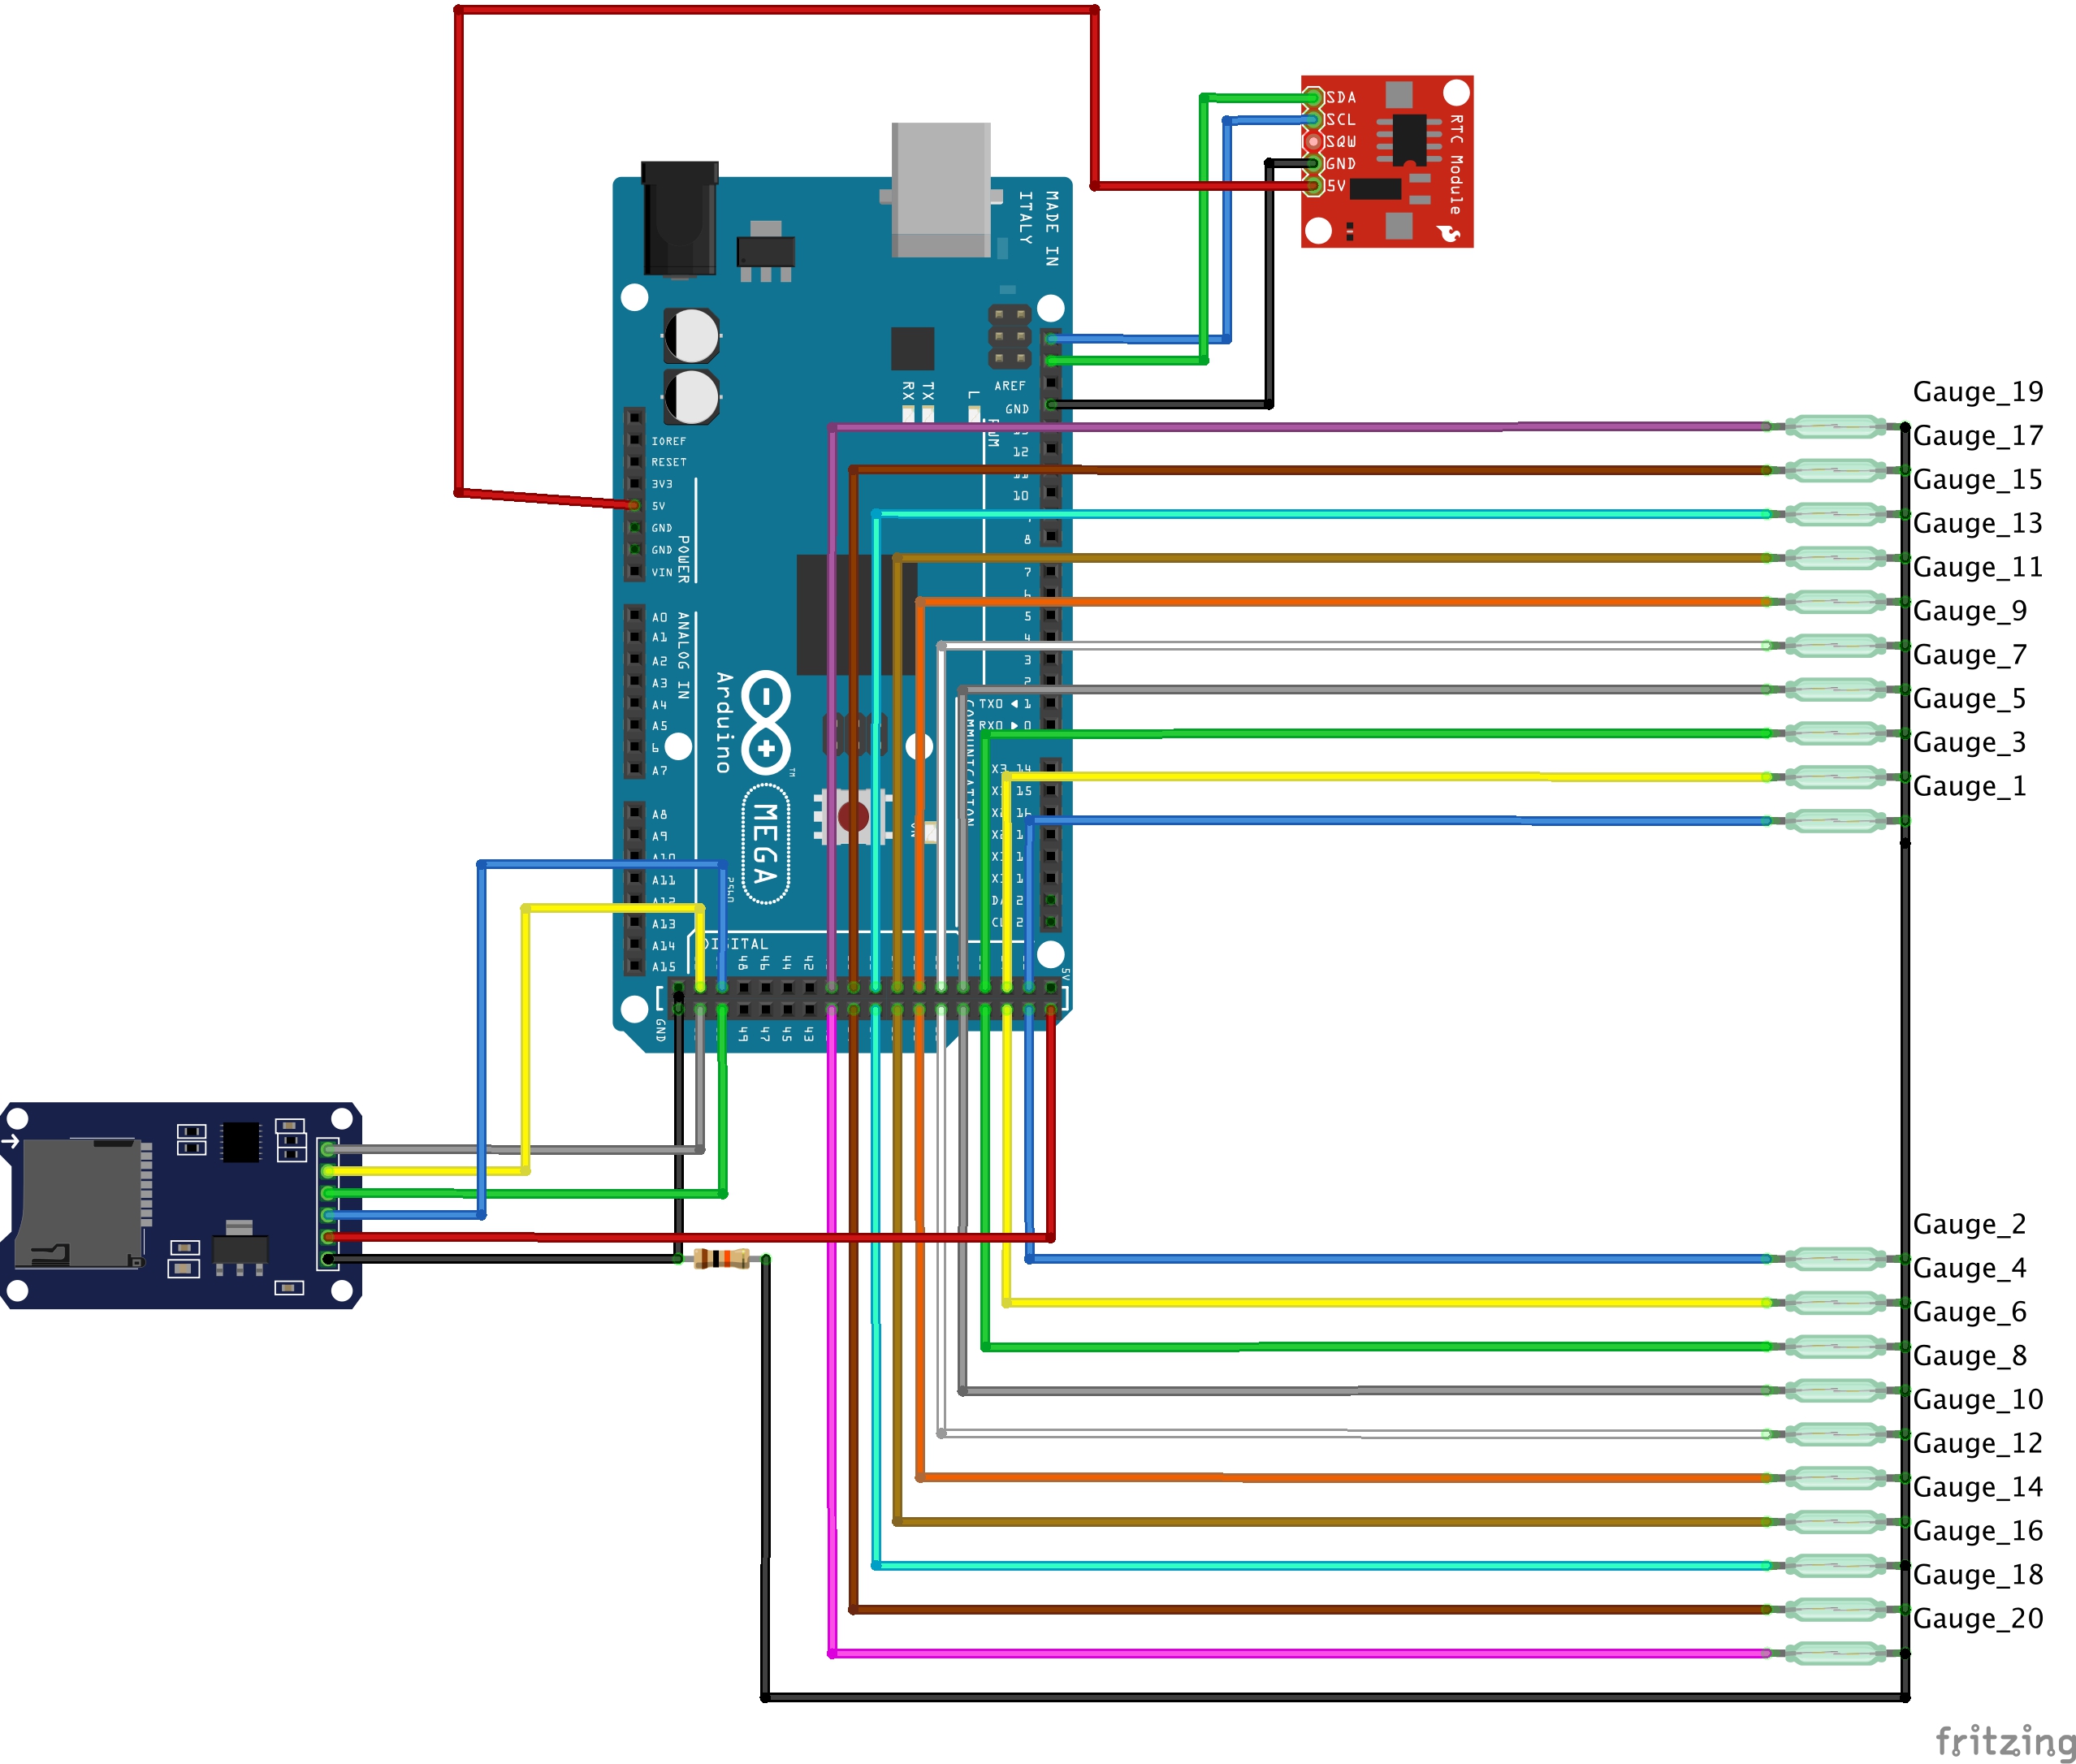 SDA
SCL
SQW
GND
5V
RTC Module
MADE IN
ITALY
RX
TX
L
AREF
GND
12
10
8
7
5
4
3
2
TX0 ◀ 1
RX0 ▶ 0
IOREF
RESET
3V3
5V
GND
GND
VIN
POWER
A0
A1
A2
A3
A4
A5
A7
ANALOG IN
A8
A9
A11
A13
A14
A15
Arduino
TM
MEGA
COMMUNICATION
15
DIGITAL
48
46
44
42
5V
GND
49
47
45
43
Gauge_19
Gauge_17
Gauge_15
Gauge_13
Gauge_11
Gauge_9
Gauge_7
Gauge_5
Gauge_3
Gauge_1
Gauge_2
Gauge_4
Gauge_6
Gauge_8
Gauge_10
Gauge_12
Gauge_14
Gauge_16
Gauge_18
Gauge_20
fritzing